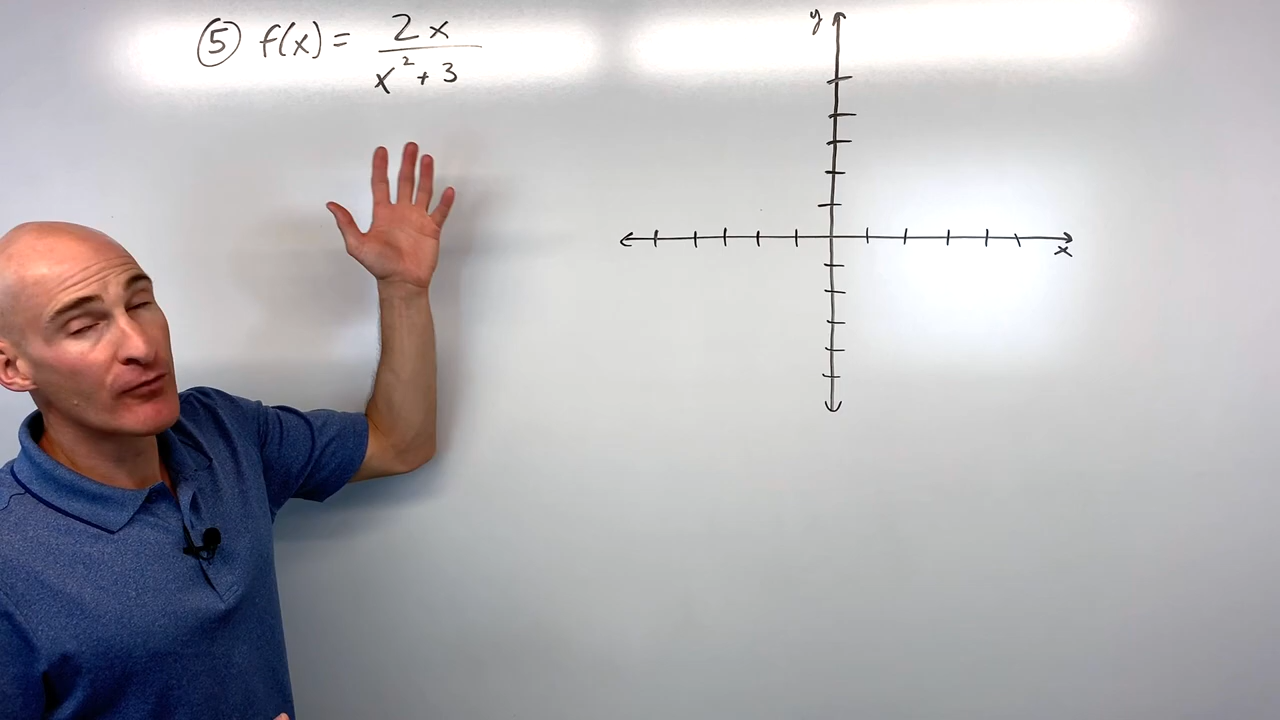 ⑤ f(x) = 2x / x² + 3
y
x